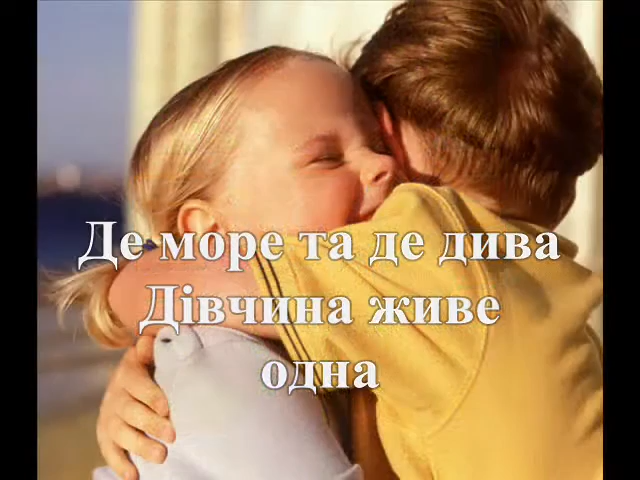 Де море та де дива
Дівчина живе
одна